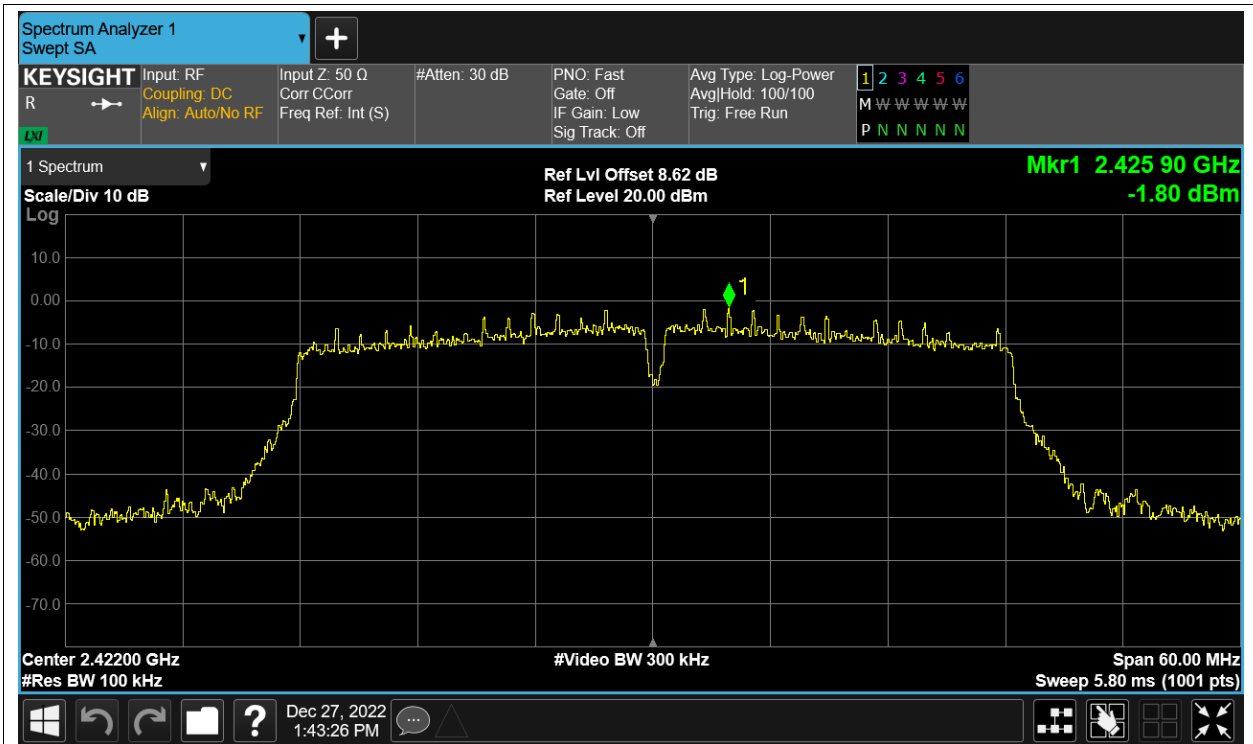 Spectrum Analyzer 1
Swept SA
KEYSIGHT
R
LXI
Input: RF
Coupling: DC
Align: Auto/No RF
Input Z: 50 Ω
Corr CCorr
Freq Ref: Int (S)
#Atten: 30 dB
PNO: Fast
Gate: Off
IF Gain: Low
Sig Track: Off
Avg Type: Log-Power
Avg|Hold: 100/100
Trig: Free Run
1 2 3 4 5 6
M W W W W W
P N N N N N
1 Spectrum
Scale/Div 10 dB
Log
Ref Lvl Offset 8.62 dB
Ref Level 20.00 dBm
Mkr1 2.425 90 GHz
-1.80 dBm
1
10.0
0.00
-10.0
-20.0
-30.0
-40.0
-50.0
-60.0
-70.0
Center 2.42200 GHz
#Res BW 100 kHz
#Video BW 300 kHz
Span 60.00 MHz
Sweep 5.80 ms (1001 pts)
?
Dec 27, 2022
1:43:26 PM